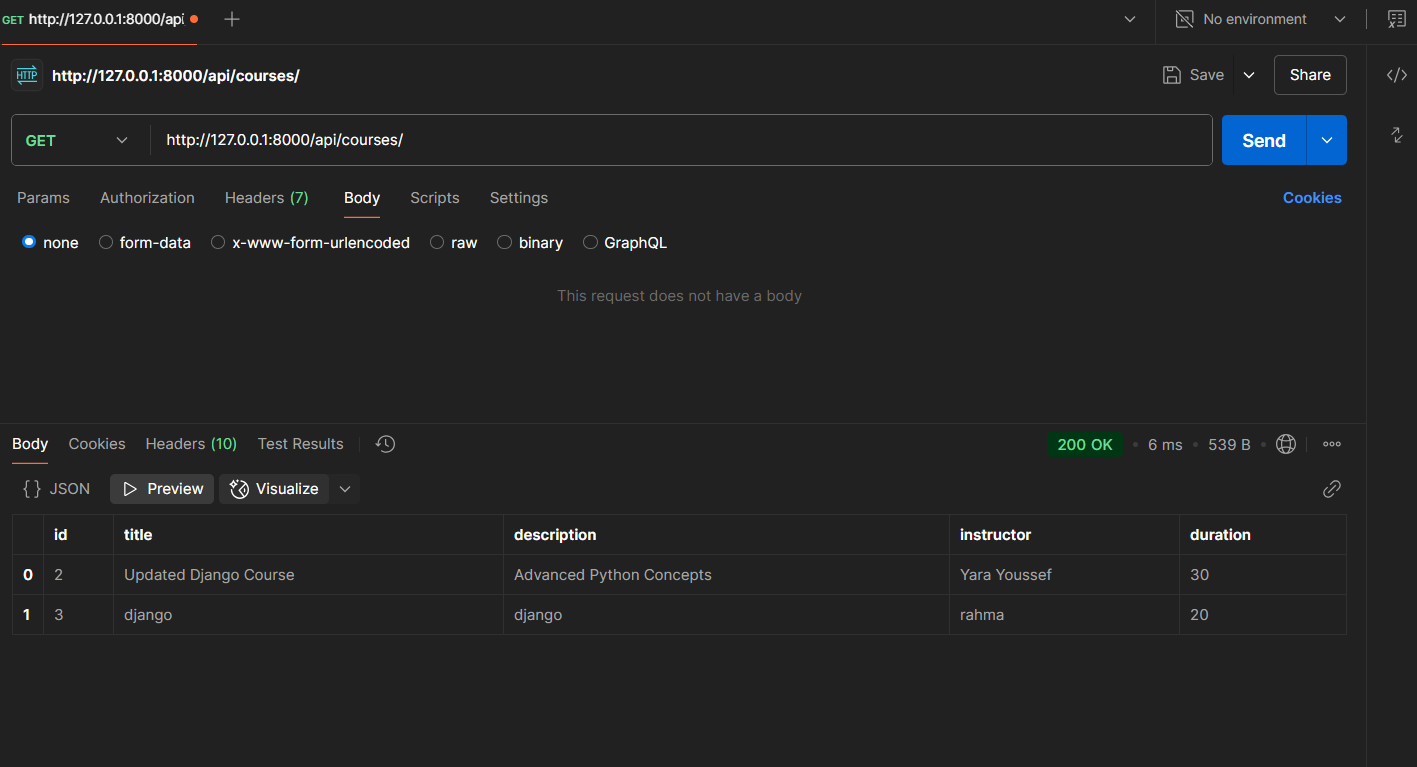 GET http://127.0.0.1:8000/api
No environment
HTTP http://127.0.0.1:8000/api/courses/
Save Share
GET http://127.0.0.1:8000/api/courses/ Send
Params Authorization Headers (7) Body Scripts Settings Cookies
none form-data x-www-form-urlencoded raw binary GraphQL
This request does not have a body
Body Cookies Headers (10) Test Results 200 OK 6 ms 539 B
{} JSON Preview Visualize
id title description instructor duration
0 2 Updated Django Course Advanced Python Concepts Yara Youssef 30
1 3 django django rahma 20